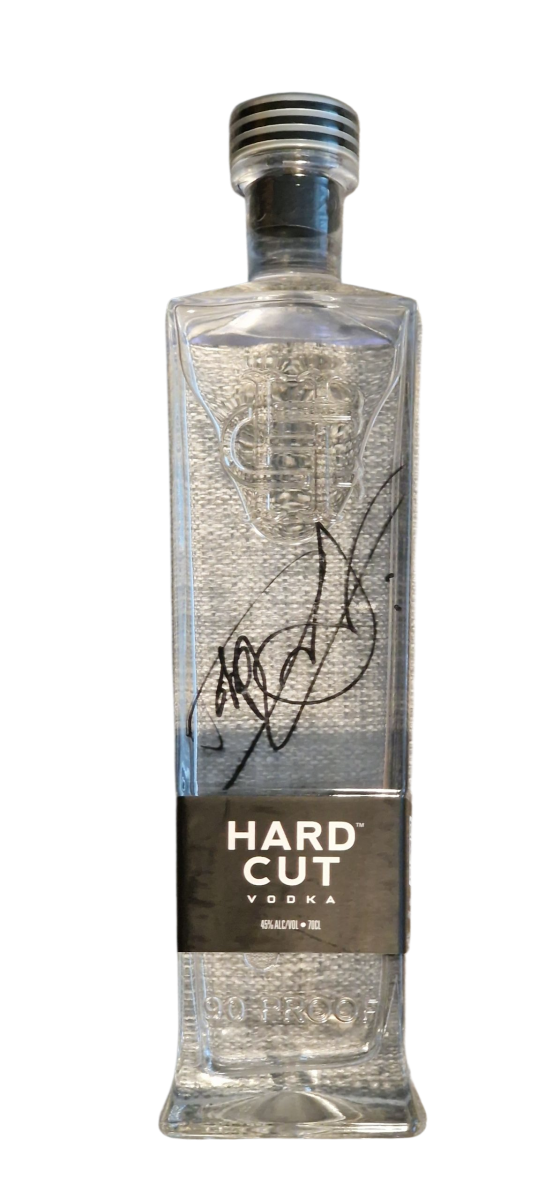 HARD™
CUT
VODKA
45% ALC/VOL • 70CL
90 PROOF